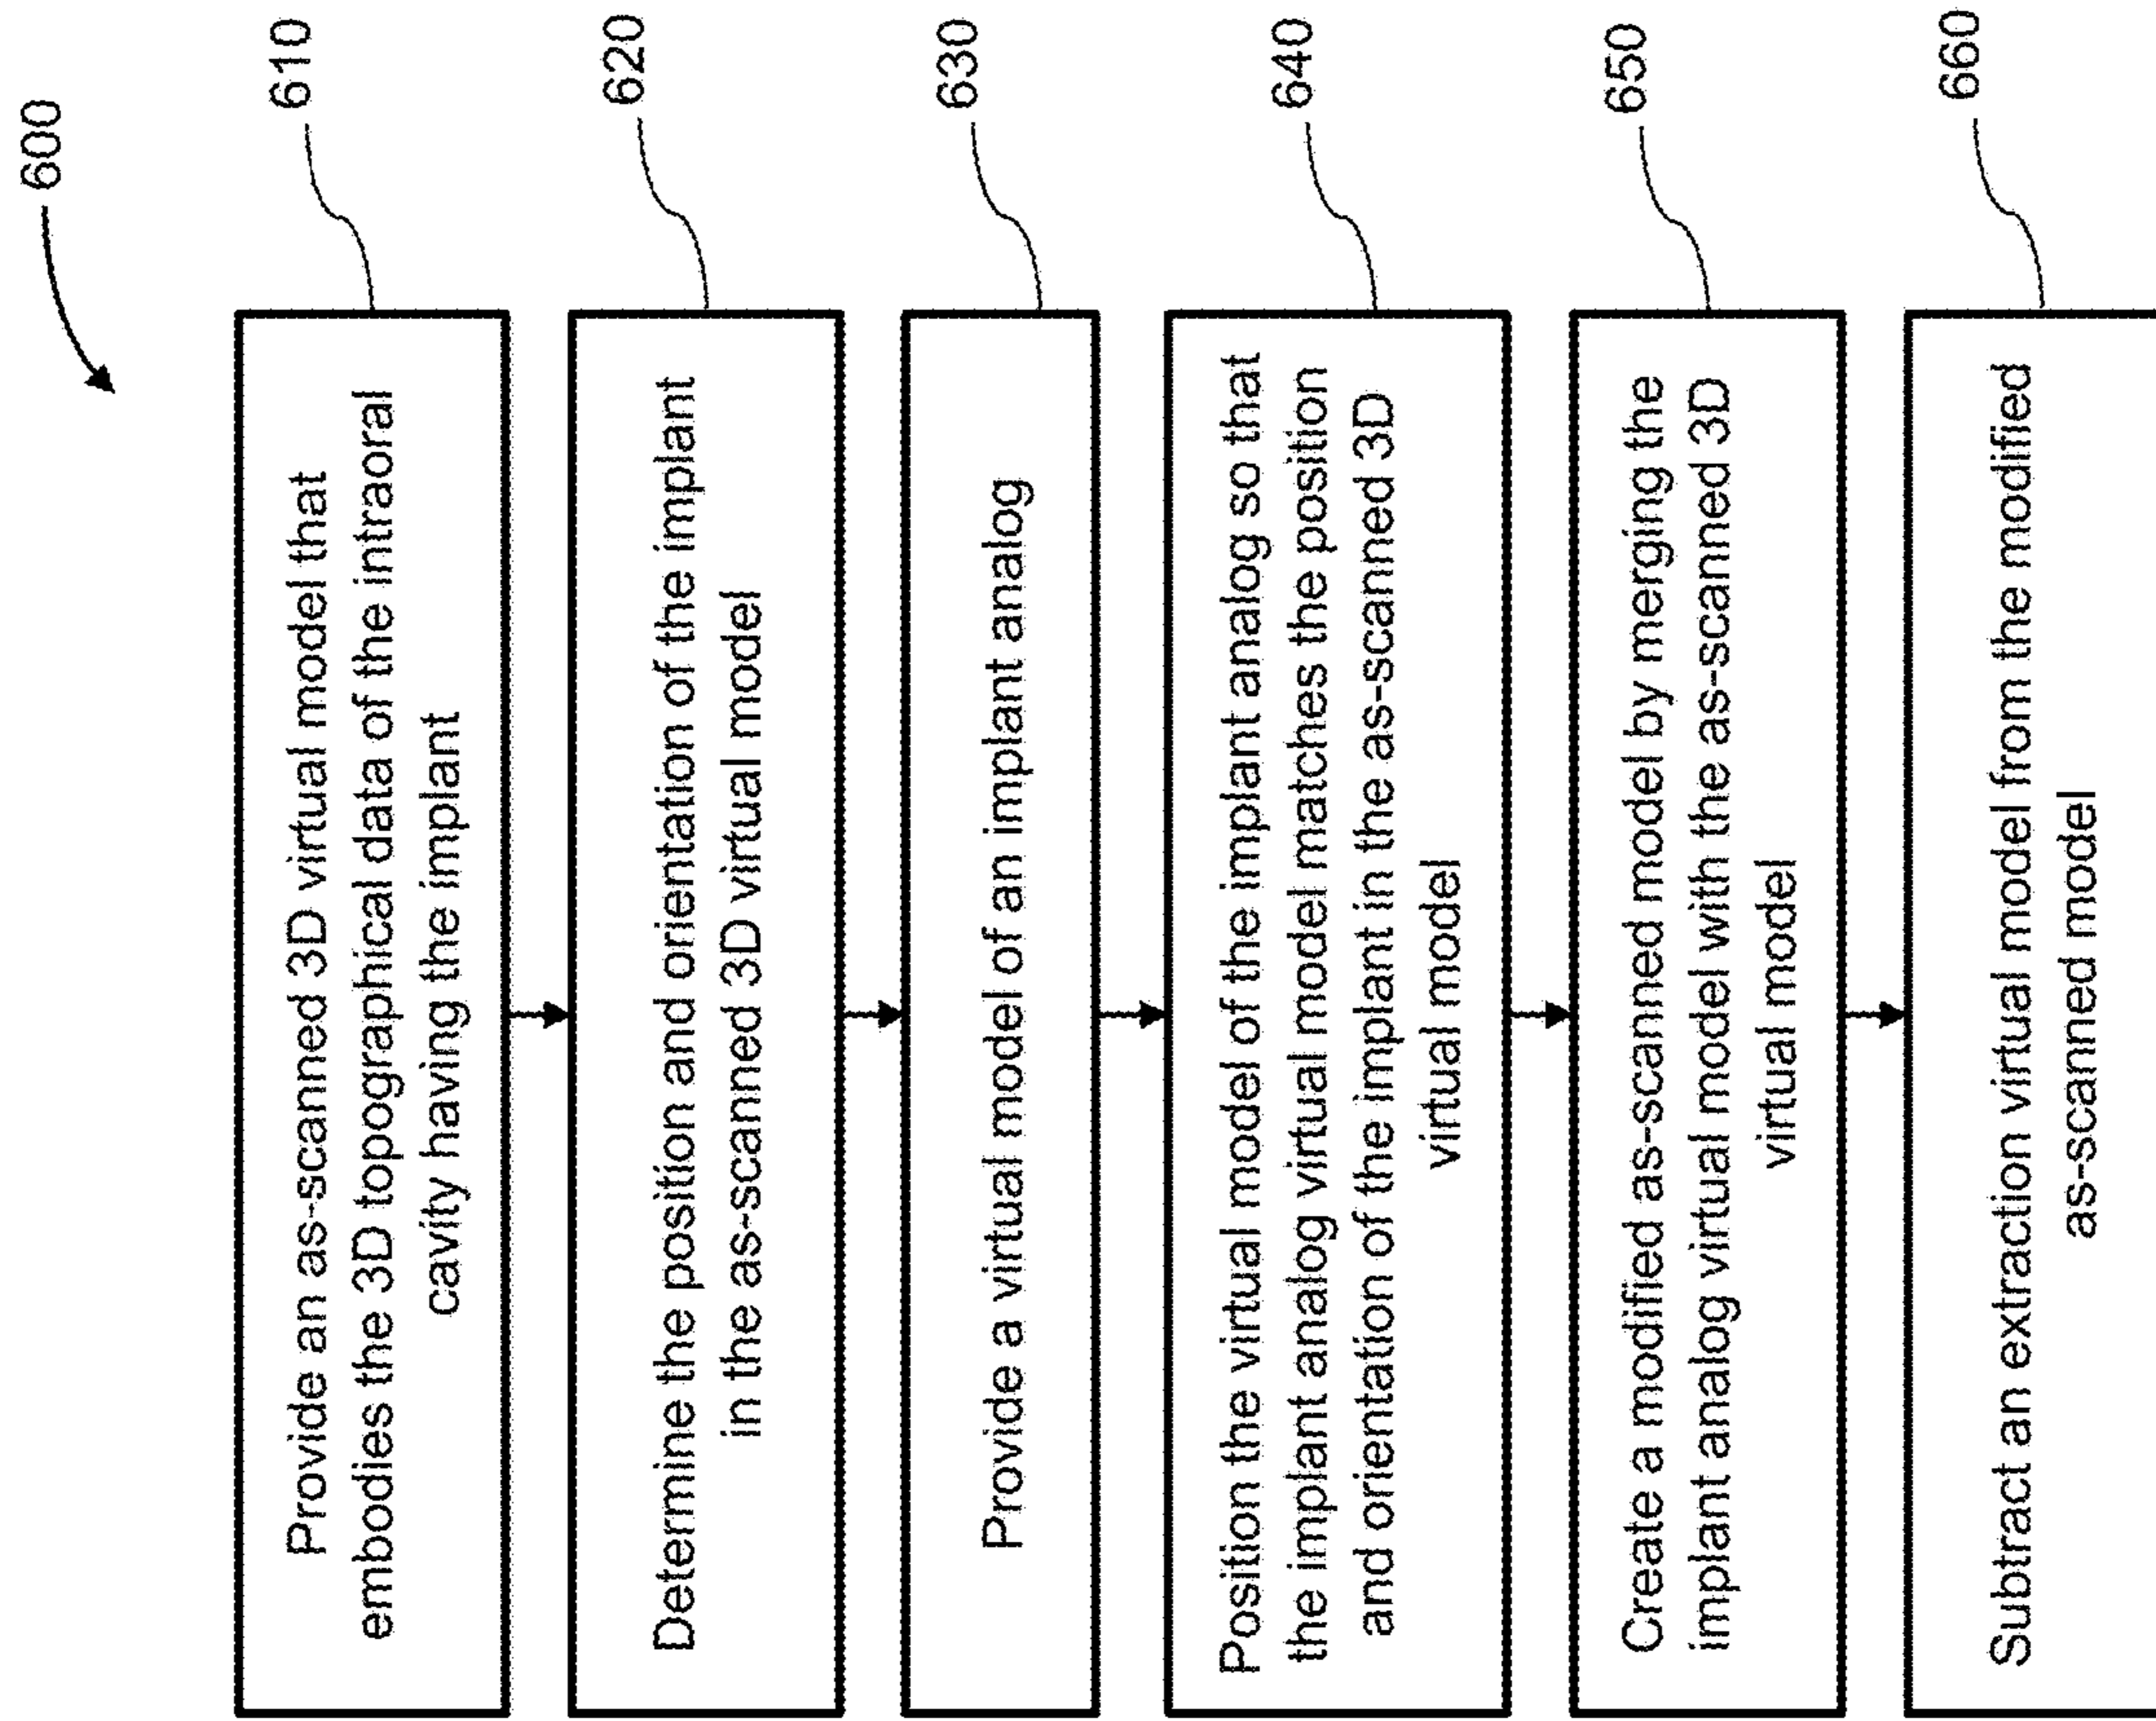 600
610
Provide an as-scanned 3D virtual model that
embodies the 3D topographical data of the intraoral
cavity having the implant
620
Determine the position and orientation of the implant
in the as-scanned 3D virtual model
630
Provide a virtual model of an implant analog
640
Position the virtual model of the implant analog so that
the implant analog virtual model matches the position
and orientation of the implant in the as-scanned 3D
virtual model
650
Create a modified as-scanned model by merging the
implant analog virtual model with the as-scanned 3D
virtual model
660
Subtract an extraction virtual model from the modified
as-scanned model